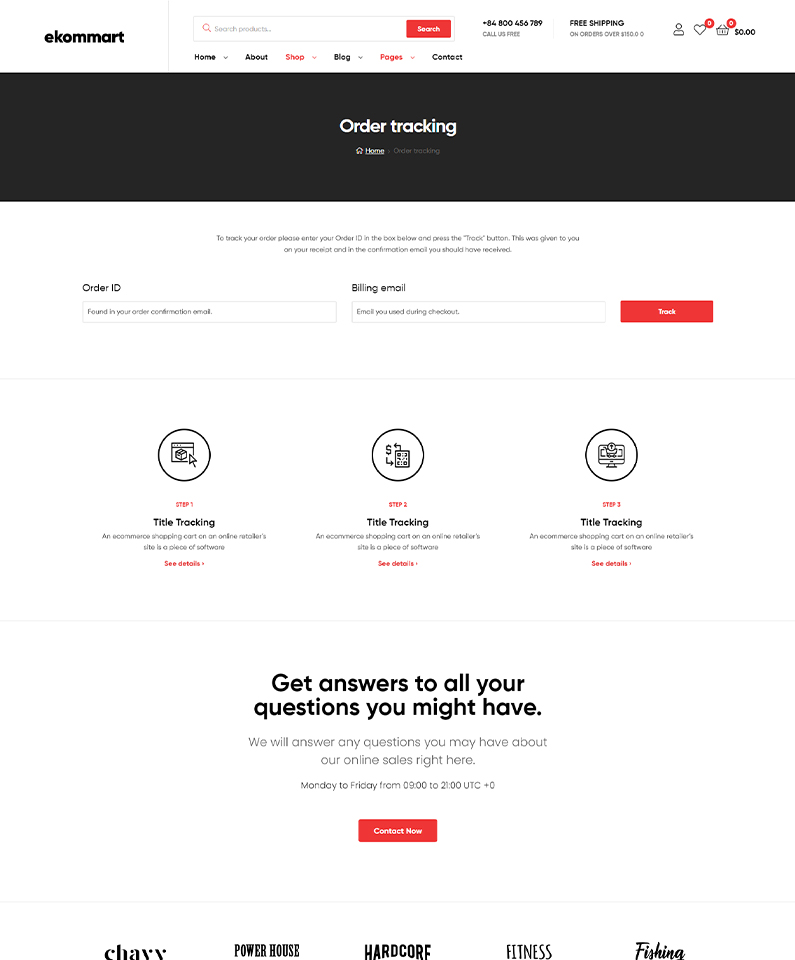 ekommart
Search products...
Search
+84 800 456 789
CALL US FREE
FREE SHIPPING
ON ORDERS OVER $150.0 0
0
0
$0.00
Home
About
Shop
Blog
Pages
Contact
Order tracking
Home › Order tracking
To track your order please enter your Order ID in the box below and press the "Track" button. This was given to you
on your receipt and in the confirmation email you should have received.
Order ID
Billing email
Found in your order confirmation email.
Email you used during checkout.
Track
STEP 1
Title Tracking
An ecommerce shopping cart on an online retailer's
site is a piece of software
See details ›
STEP 2
Title Tracking
An ecommerce shopping cart on an online retailer's
site is a piece of software
See details ›
STEP 3
Title Tracking
An ecommerce shopping cart on an online retailer's
site is a piece of software
See details ›
Get answers to all your
questions you might have.
We will answer any questions you may have about
our online sales right here.
Monday to Friday from 09:00 to 21:00 UTC +0
Contact Now
chavy
POWER HOUSE
HARDCORE
FITNESS
Fishing